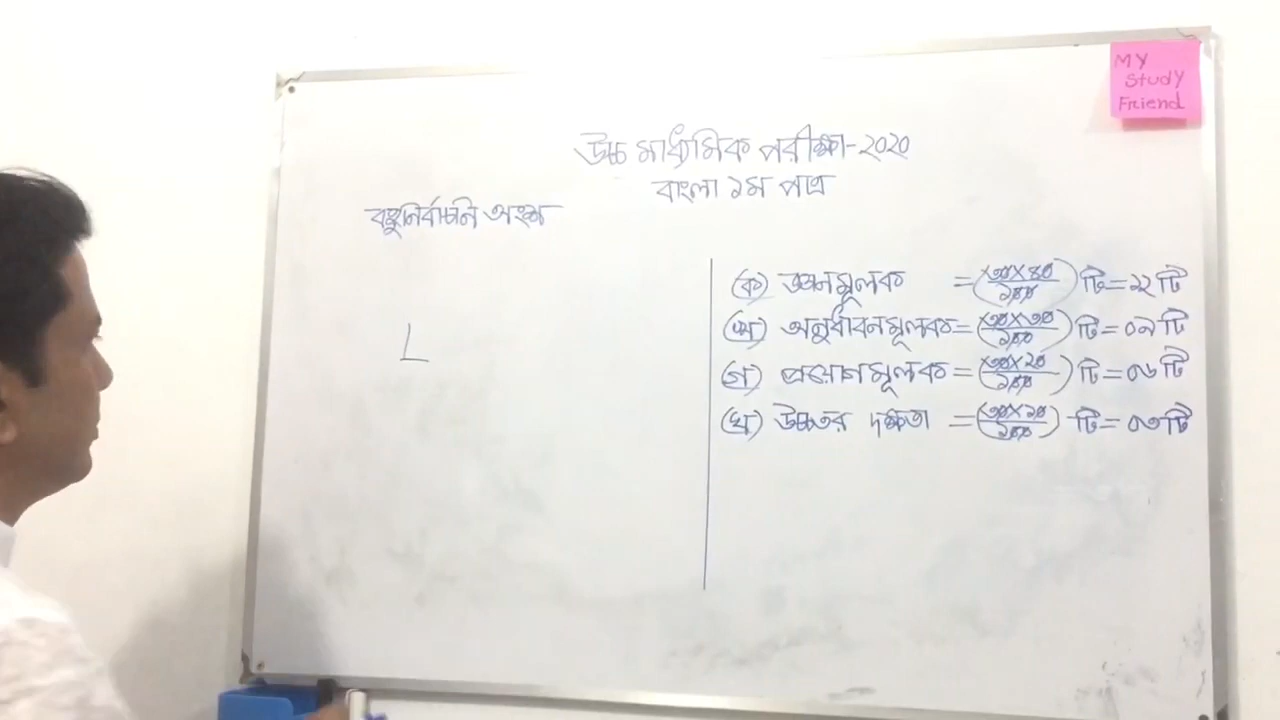 MY
Study
Friend
উচ্চ মাধ্যমিক পরীক্ষা-২০২০
বাংলা ১ম পত্র
বহুনির্বাচনি অংশ
(ক) জ্ঞানমূলক = (৩০×৪০/১০০) টি = ১২ টি
(খ) অনুধাবনমূলক = (৩০×৩০/১০০) টি = ০৯ টি
(গ) প্রয়োগমূলক = (৩০×২০/১০০) টি = ০৬ টি
(ঘ) উচ্চতর দক্ষতা = (৩০×১০/১০০) টি = ০৩ টি
L